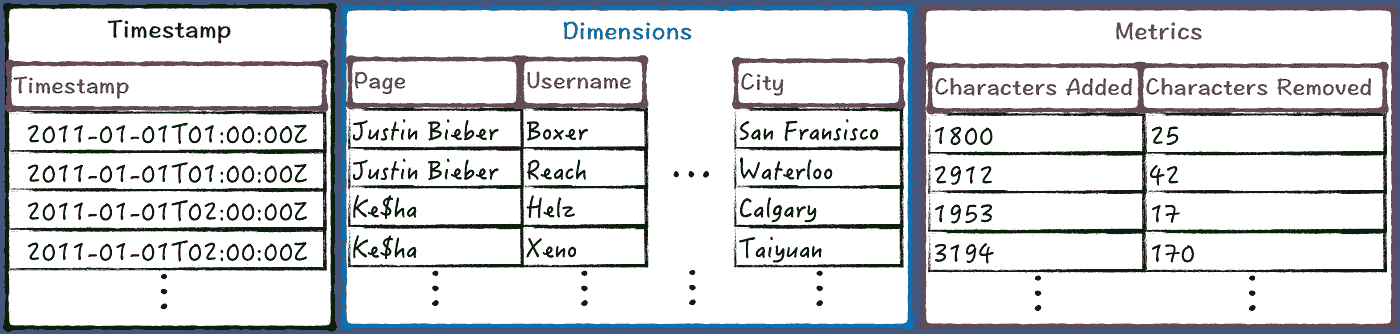 Timestamp Dimensions Metrics
Timestamp Page Username City Characters Added Characters Removed
2011-01-01T01:00:00Z Justin Bieber Boxer San Fransisco 1800 25
2011-01-01T01:00:00Z Justin Bieber Reach ... Waterloo 2912 42
2011-01-01T02:00:00Z Ke$ha Helz Calgary 1953 17
2011-01-01T02:00:00Z Ke$ha Xeno Taiyuan 3194 170